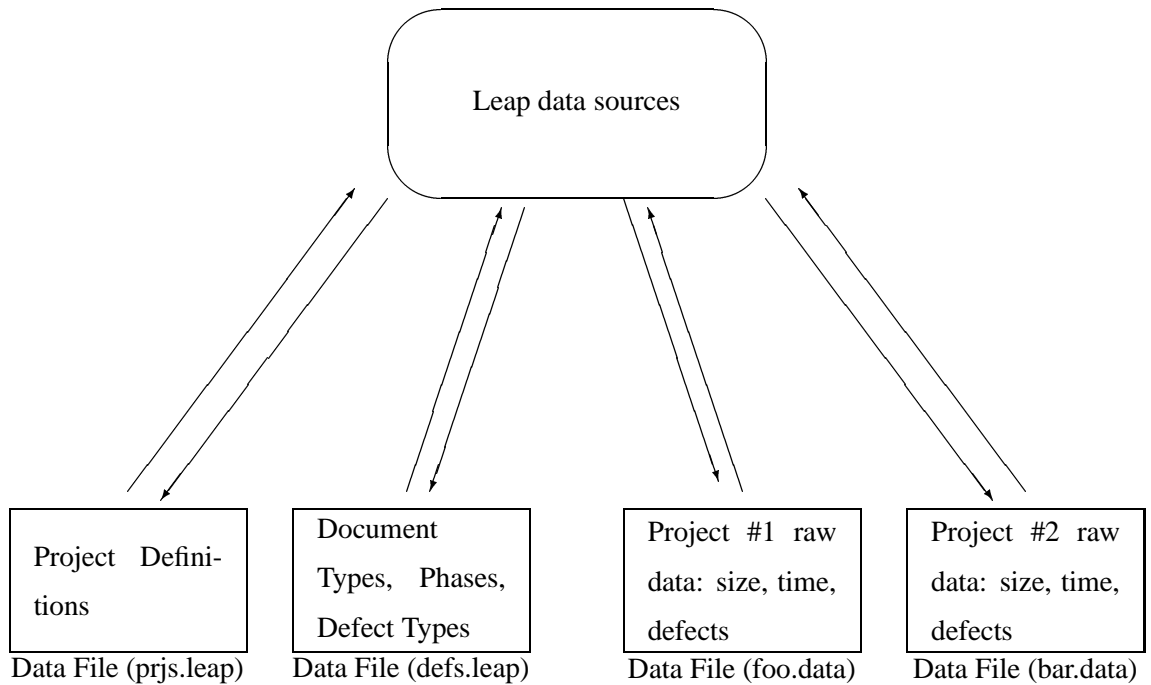 Leap data sources
Project Defini-
tions
Data File (prjs.leap)
Document
Types, Phases,
Defect Types
Data File (defs.leap)
Project #1 raw
data: size, time,
defects
Data File (foo.data)
Project #2 raw
data: size, time,
defects
Data File (bar.data)